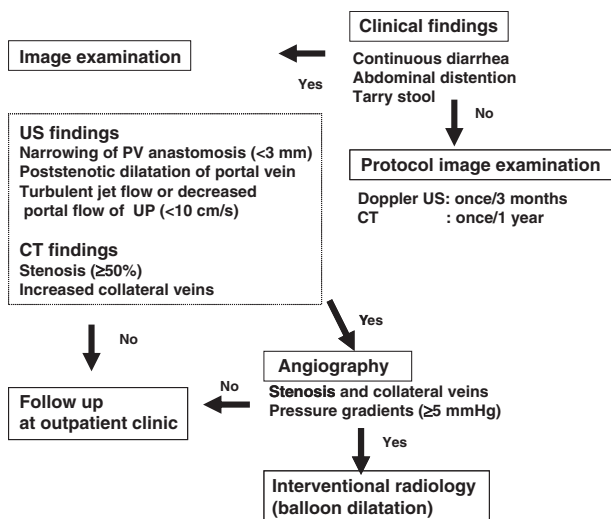 Clinical findings
Continuous diarrhea
Abdominal distention
Tarry stool
Image examination
Yes
No
Protocol image examination
Doppler US: once/3 months
CT : once/1 year
US findings
Narrowing of PV anastomosis (<3 mm)
Poststenotic dilatation of portal vein
Turbulent jet flow or decreased
portal flow of UP (<10 cm/s)
CT findings
Stenosis (≥50%)
Increased collateral veins
No
Yes
Angiography
Stenosis and collateral veins
Pressure gradients (≥5 mmHg)
No
Follow up
at outpatient clinic
Yes
Interventional radiology
(balloon dilatation)